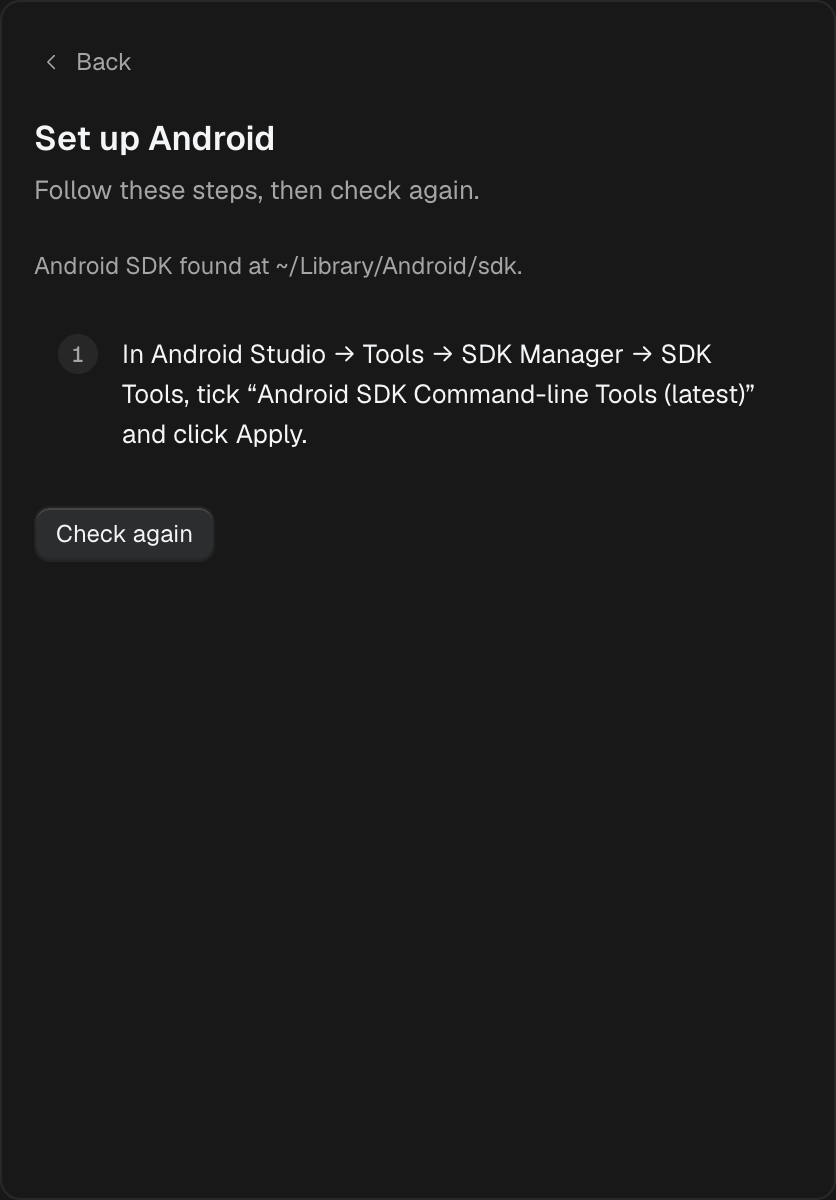 Back
Set up Android
Follow these steps, then check again.
Android SDK found at ~/Library/Android/sdk.
1 In Android Studio → Tools → SDK Manager → SDK
Tools, tick “Android SDK Command-line Tools (latest)”
and click Apply.
Check again